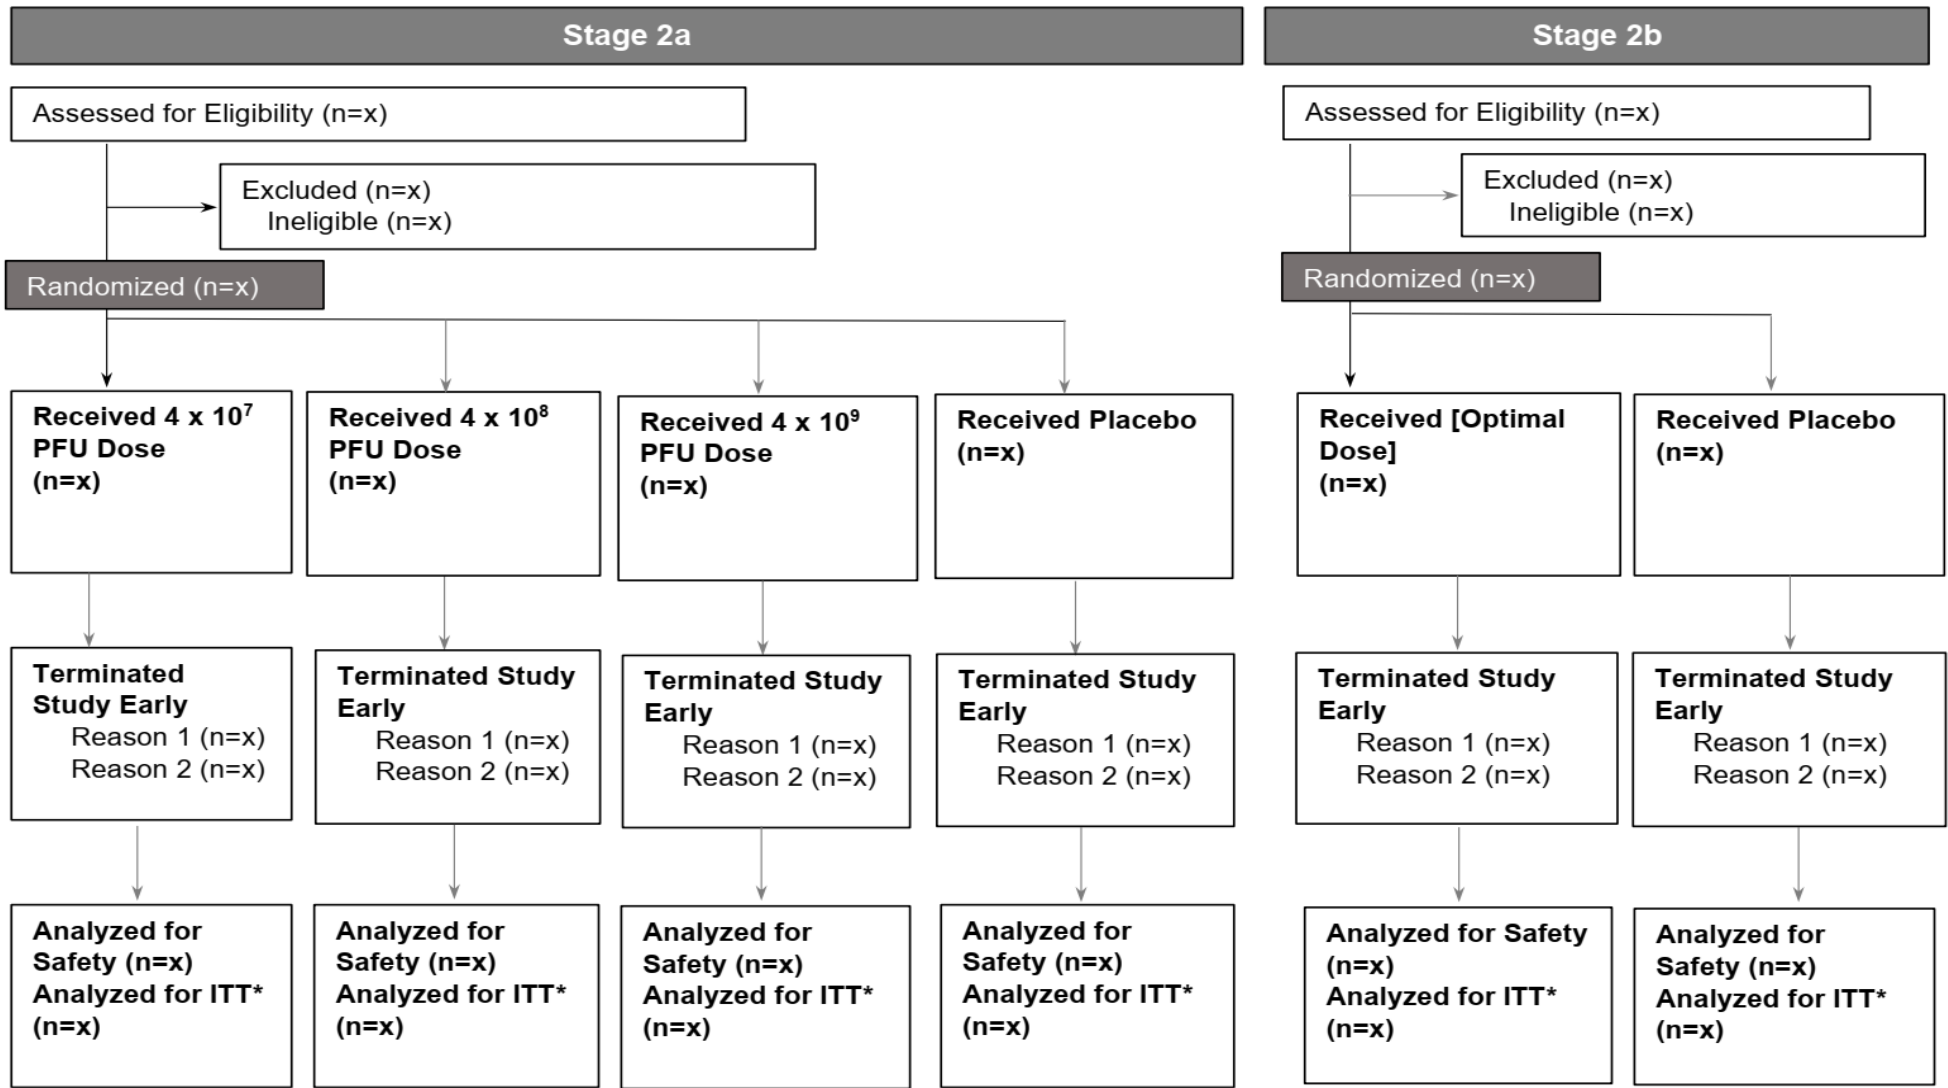 Stage 2a
Assessed for Eligibility (n=x)
Excluded (n=x)
Ineligible (n=x)
Randomized (n=x)
Received 4 x 10⁷
PFU Dose
(n=x)
Received 4 x 10⁸
PFU Dose
(n=x)
Received 4 x 10⁹
PFU Dose
(n=x)
Received Placebo
(n=x)
Terminated
Study Early
Reason 1 (n=x)
Reason 2 (n=x)
Terminated Study
Early
Reason 1 (n=x)
Reason 2 (n=x)
Terminated Study
Early
Reason 1 (n=x)
Reason 2 (n=x)
Terminated Study
Early
Reason 1 (n=x)
Reason 2 (n=x)
Analyzed for
Safety (n=x)
Analyzed for ITT*
(n=x)
Analyzed for
Safety (n=x)
Analyzed for ITT*
(n=x)
Analyzed for
Safety (n=x)
Analyzed for ITT*
(n=x)
Analyzed for
Safety (n=x)
Analyzed for ITT*
(n=x)
Stage 2b
Assessed for Eligibility (n=x)
Excluded (n=x)
Ineligible (n=x)
Randomized (n=x)
Received [Optimal
Dose]
(n=x)
Received Placebo
(n=x)
Terminated Study
Early
Reason 1 (n=x)
Reason 2 (n=x)
Terminated Study
Early
Reason 1 (n=x)
Reason 2 (n=x)
Analyzed for Safety
(n=x)
Analyzed for ITT*
(n=x)
Analyzed for
Safety (n=x)
Analyzed for ITT*
(n=x)